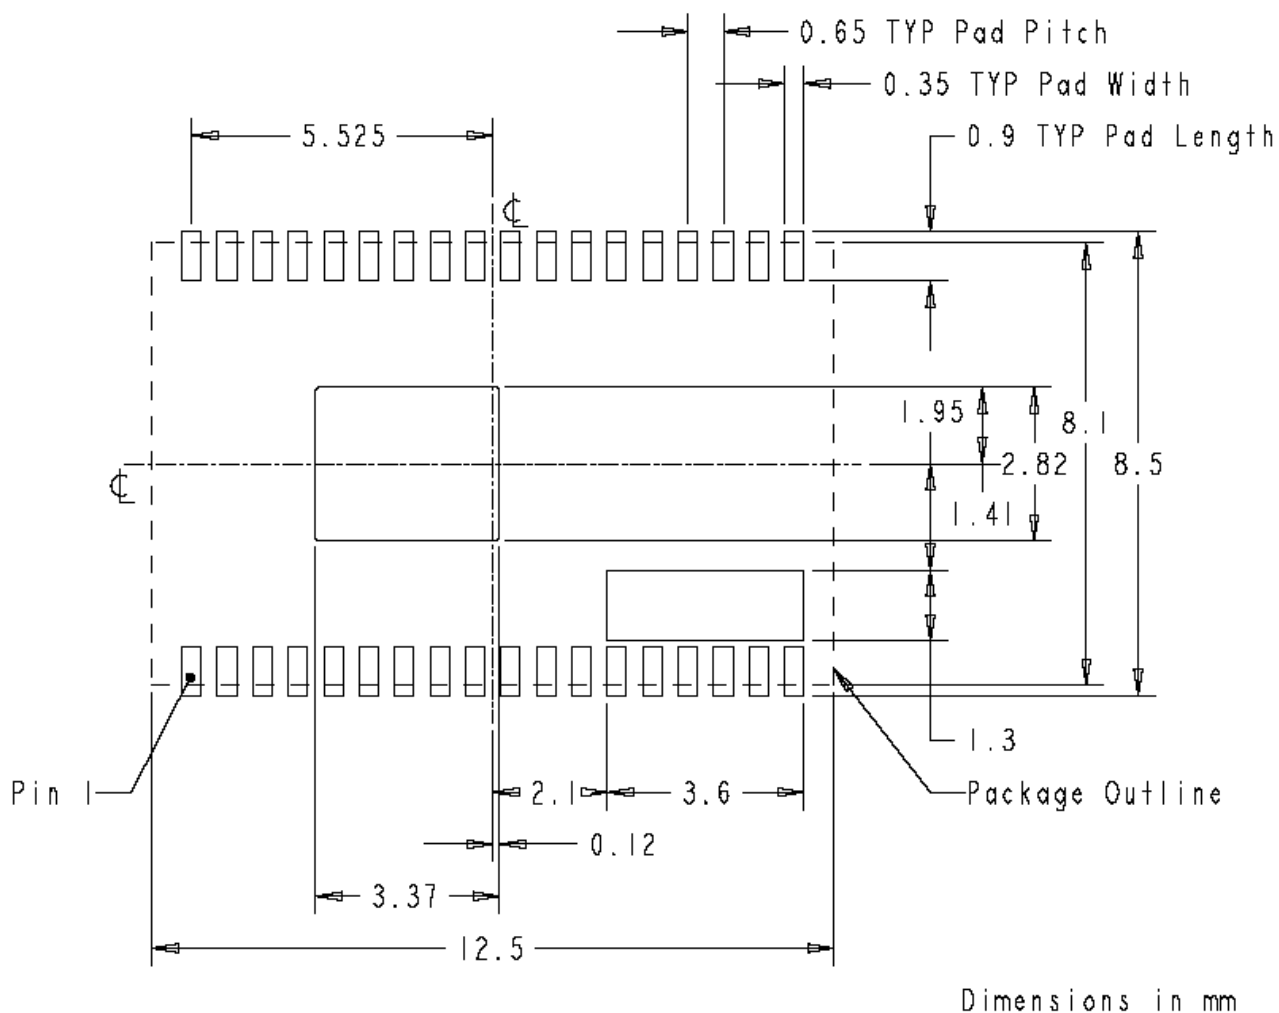 0.65 TYP Pad Pitch
0.35 TYP Pad Width
5.525
0.9 TYP Pad Length
1.95
8.1
2.82
8.5
1.41
1.3
Pin 1
2.1
3.6
Package Outline
0.12
3.37
12.5
Dimensions in mm